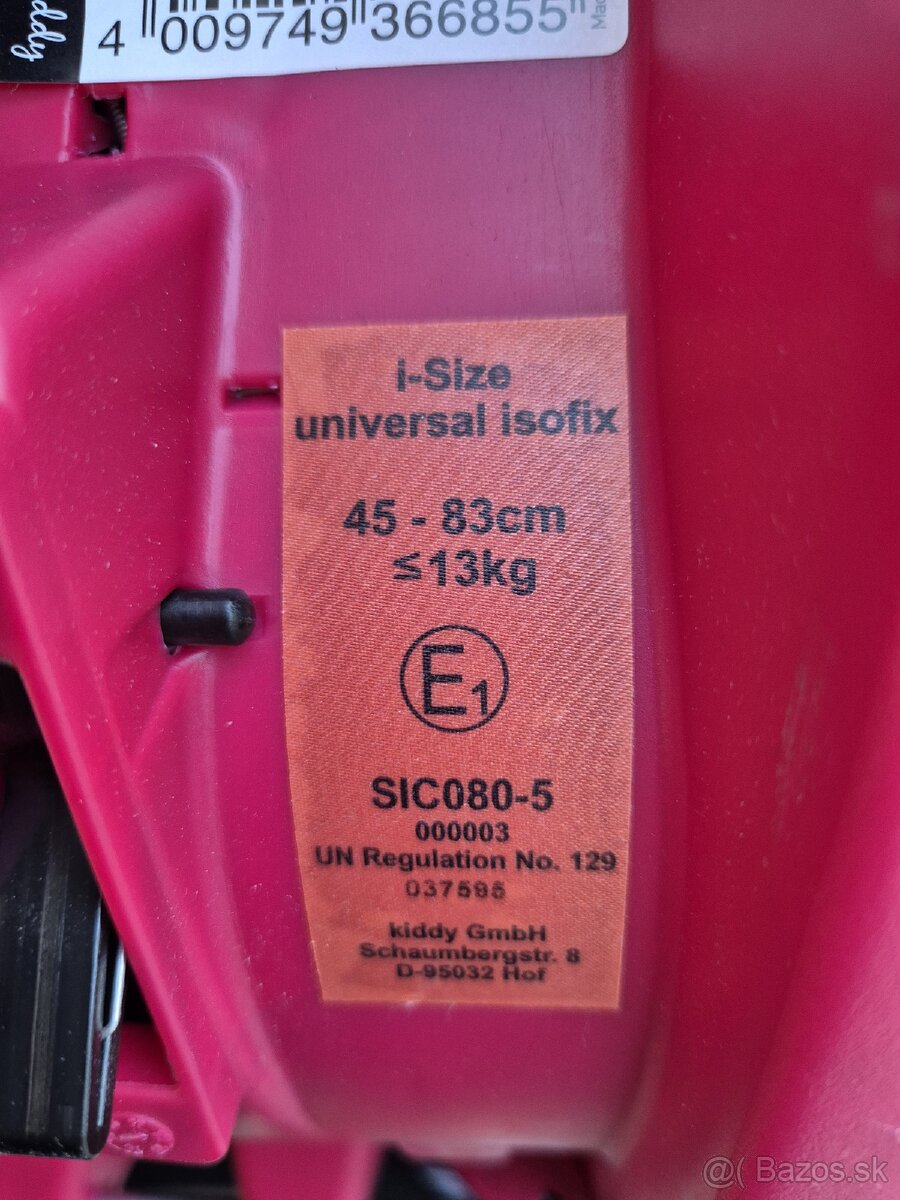 4 009749 366855
i-Size
universal isofix
45 - 83cm
≤13kg
E1
SIC080-5
000003
UN Regulation No. 129
037595
kiddy GmbH
Schaumbergstr. 8
D-95032 Hof
@( Bazos.sk